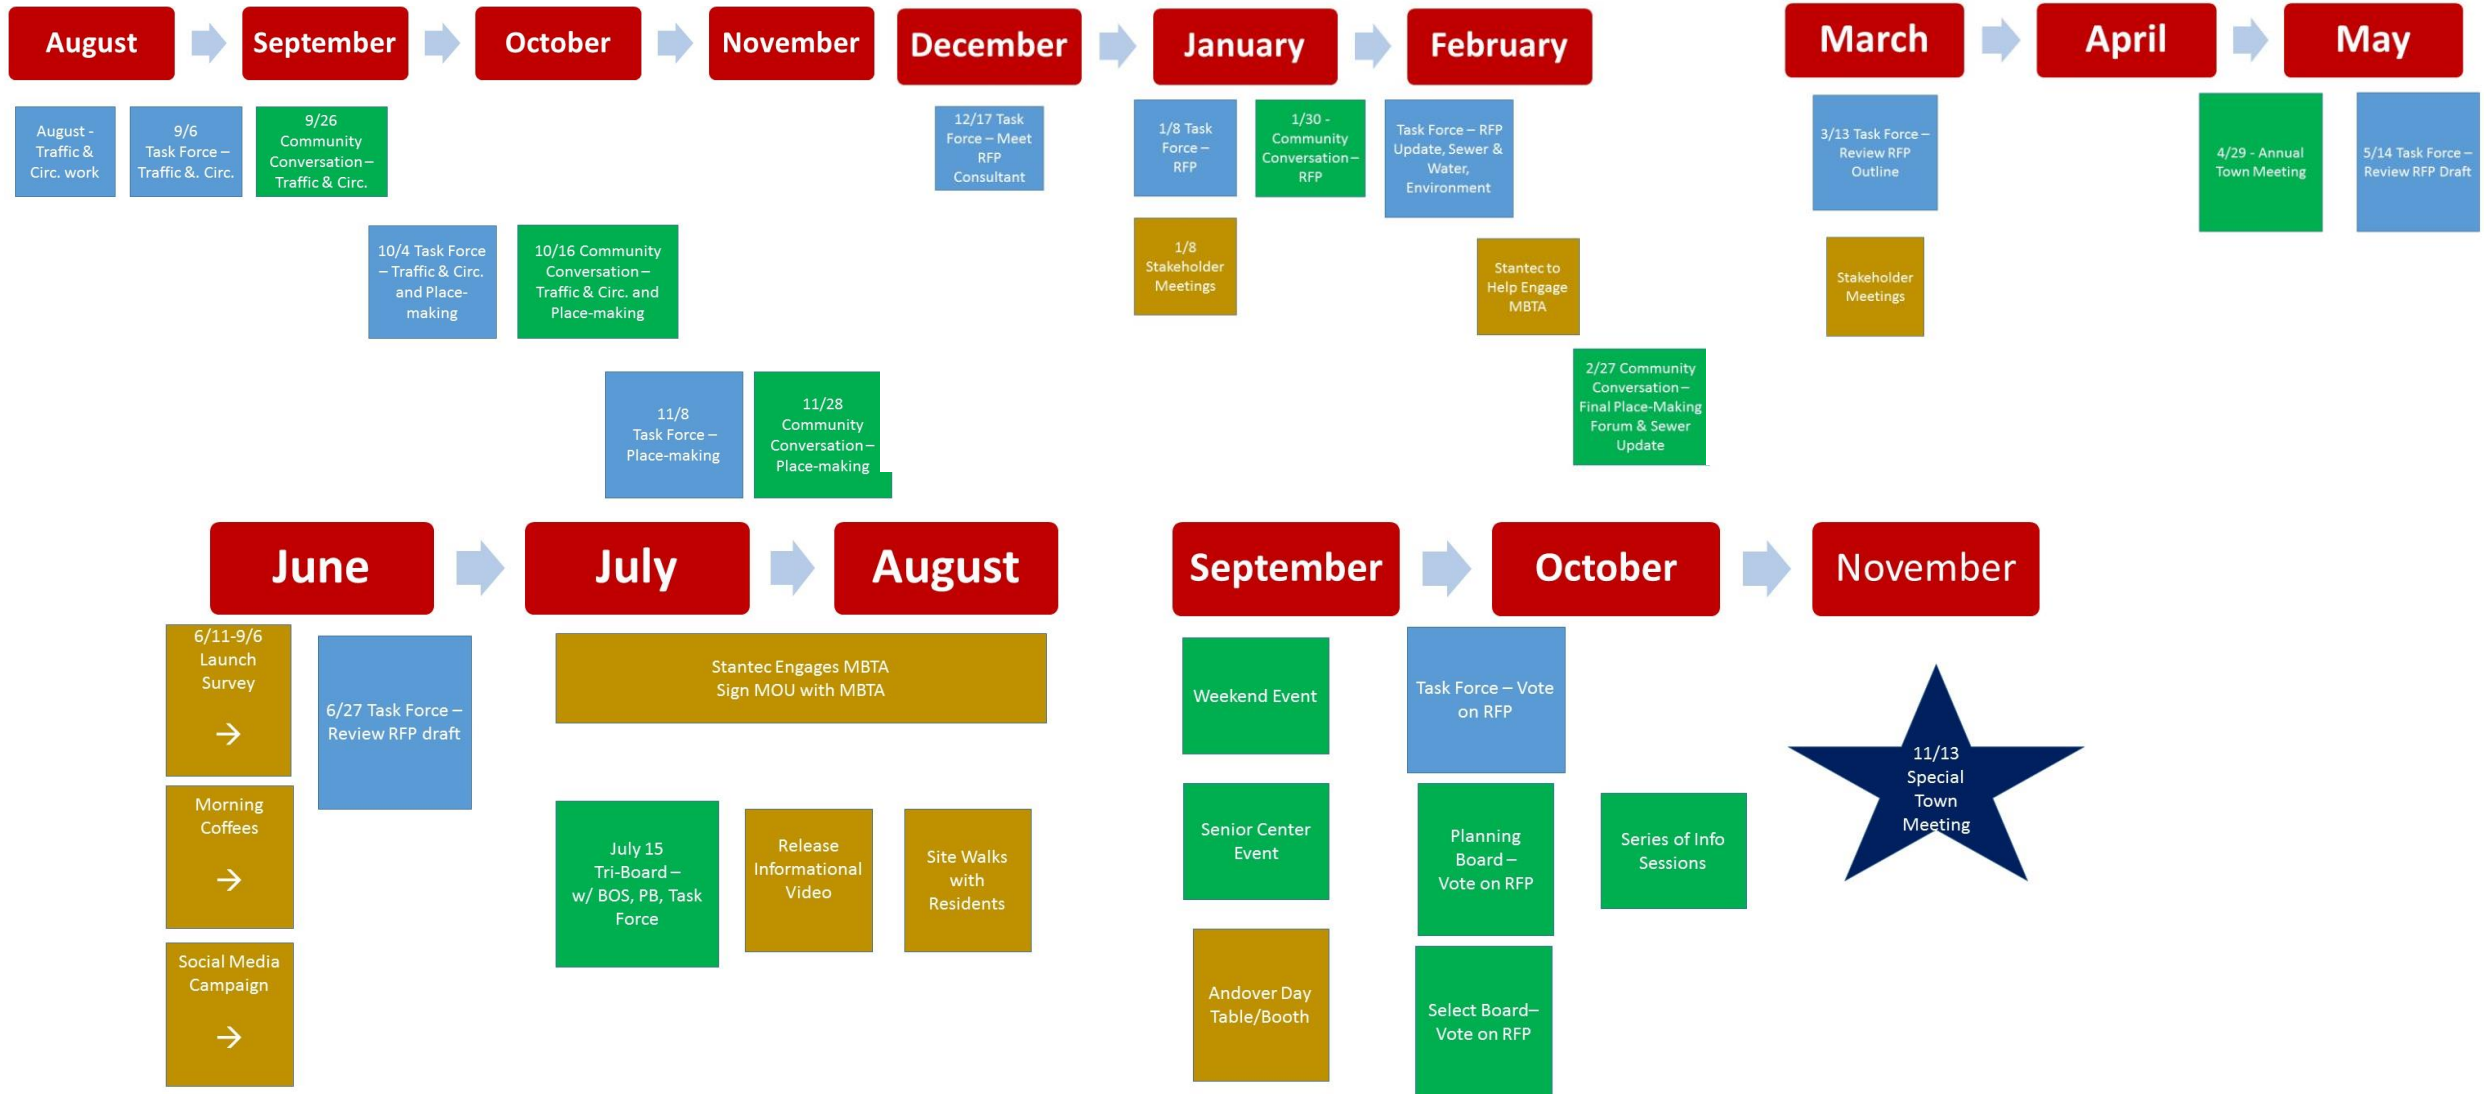 August
September
October
November
December
January
February
March
April
May
August -
Traffic &
Circ. work
9/6
Task Force –
Traffic &. Circ.
9/26
Community
Conversation –
Traffic & Circ.
10/4 Task Force
– Traffic & Circ.
and Place-
making
10/16 Community
Conversation –
Traffic & Circ. and
Place-making
11/8
Task Force –
Place-making
11/28
Community
Conversation –
Place-making
12/17 Task
Force – Meet
RFP
Consultant
1/8 Task
Force –
RFP
1/30 -
Community
Conversation –
RFP
Task Force – RFP
Update, Sewer &
Water,
Environment
1/8
Stakeholder
Meetings
Stantec to
Help Engage
MBTA
2/27 Community
Conversation –
Final Place-Making
Forum & Sewer
Update
3/13 Task Force –
Review RFP
Outline
Stakeholder
Meetings
4/29 - Annual
Town Meeting
5/14 Task Force –
Review RFP Draft
June
July
August
September
October
November
6/11-9/6
Launch
Survey
→
Morning
Coffees
→
Social Media
Campaign
→
6/27 Task Force –
Review RFP draft
Stantec Engages MBTA
Sign MOU with MBTA
July 15
Tri-Board –
w/ BOS, PB, Task
Force
Release
Informational
Video
Site Walks
with
Residents
Weekend Event
Senior Center
Event
Andover Day
Table/Booth
Task Force – Vote
on RFP
Planning
Board –
Vote on RFP
Select Board–
Vote on RFP
Series of Info
Sessions
11/13
Special
Town
Meeting